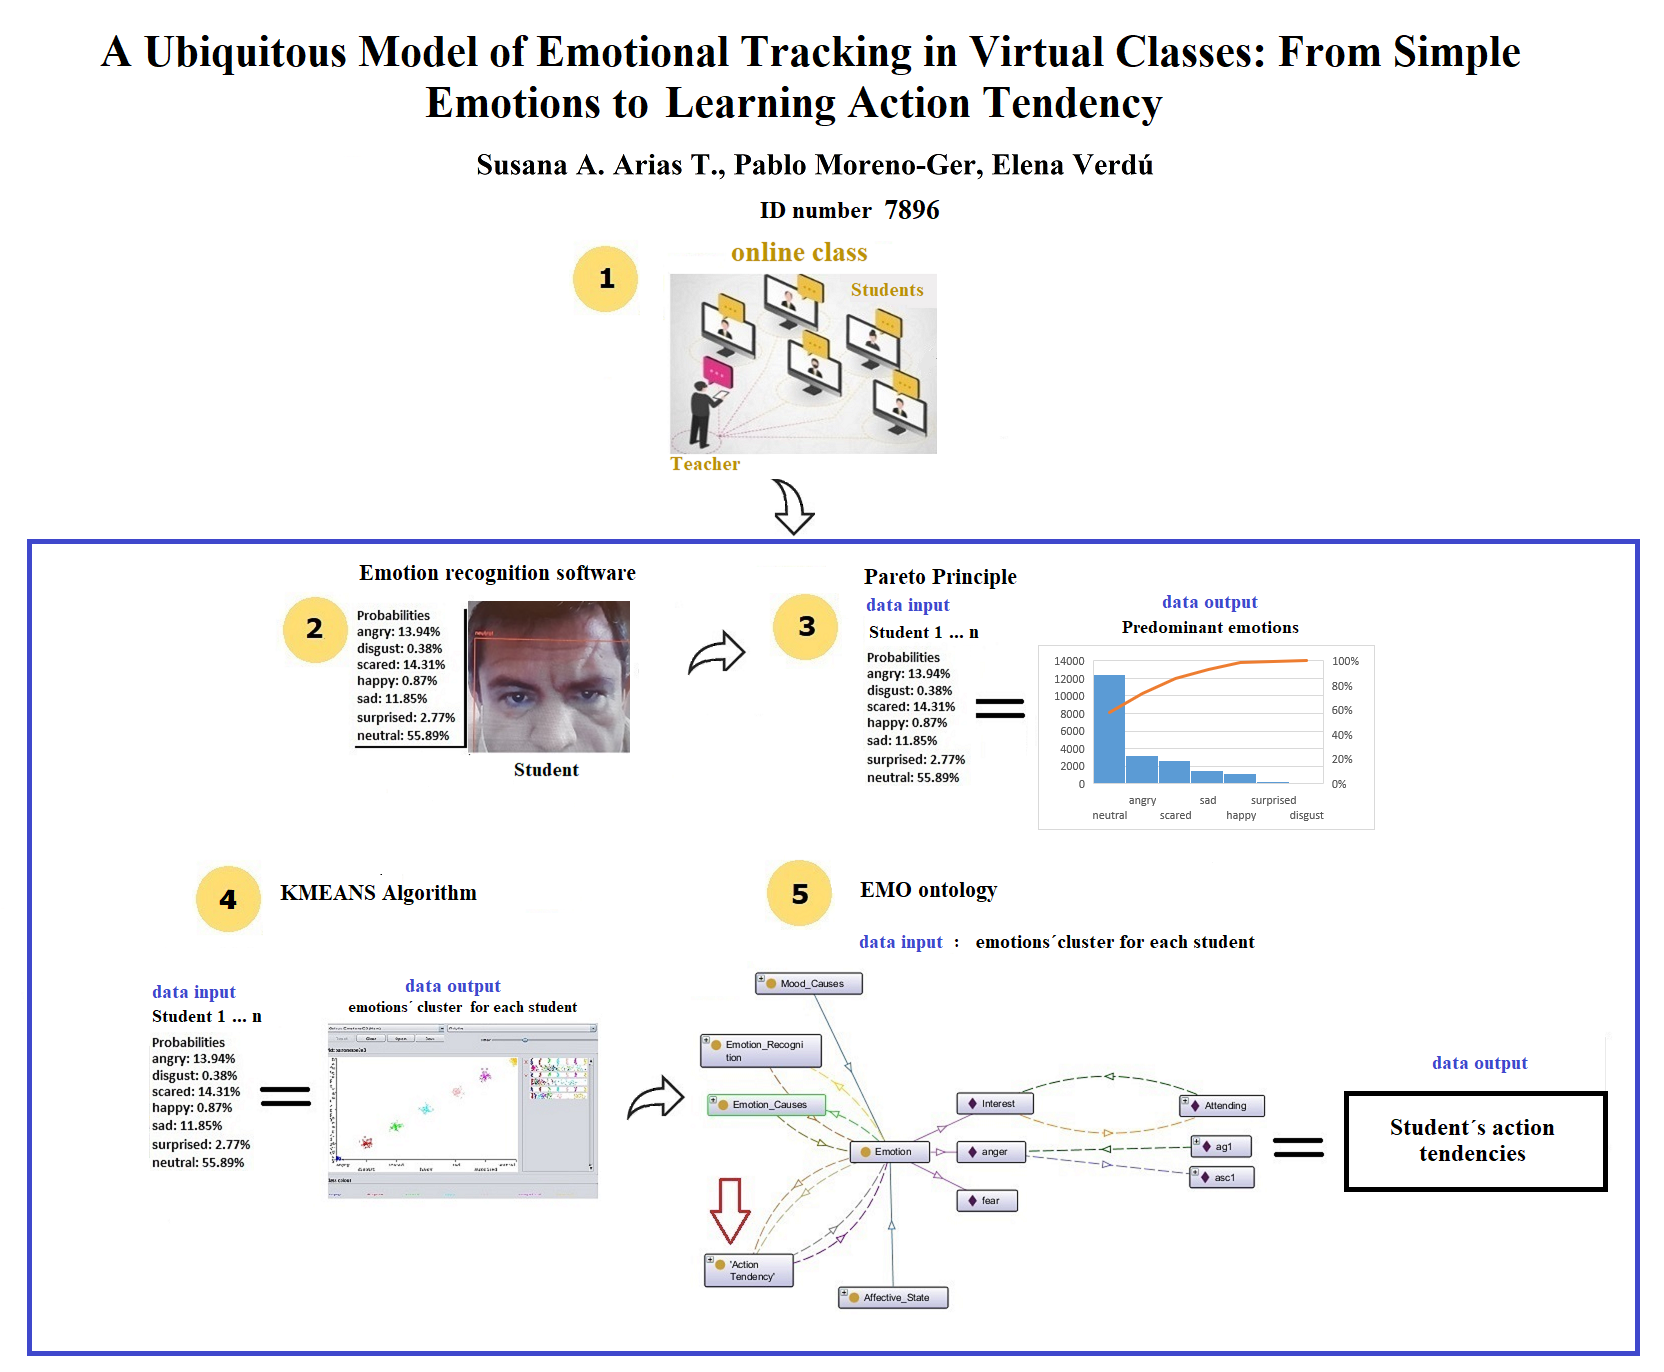 A Ubiquitous Model of Emotional Tracking in Virtual Classes: From Simple
Emotions to Learning Action Tendency
Susana A. Arias T., Pablo Moreno-Ger, Elena Verdú
ID number 7896
1
online class
Students
Teacher
Emotion recognition software
2
Probabilities
angry: 13.94%
disgust: 0.38%
scared: 14.31%
happy: 0.87%
sad: 11.85%
surprised: 2.77%
neutral: 55.89%
neutral
Student
3
Pareto Principle
data input
Student 1 ... n
Probabilities
angry: 13.94%
disgust: 0.38%
scared: 14.31%
happy: 0.87%
sad: 11.85%
surprised: 2.77%
neutral: 55.89%
data output
Predominant emotions
14000
12000
10000
8000
6000
4000
2000
0
100%
80%
60%
40%
20%
0%
angry sad surprised
neutral scared happy disgust
4
KMEANS Algorithm
data input
Student 1 ... n
Probabilities
angry: 13.94%
disgust: 0.38%
scared: 14.31%
happy: 0.87%
sad: 11.85%
surprised: 2.77%
neutral: 55.89%
data output
emotions´ cluster for each student
5
EMO ontology
data input : emotions´cluster for each student
Mood_Causes
Emotion_Recogni
tion
Emotion_Causes
Emotion
Interest
Attending
anger
ag1
asc1
fear
'Action
Tendency'
Affective_State
data output
Student´s action
tendencies